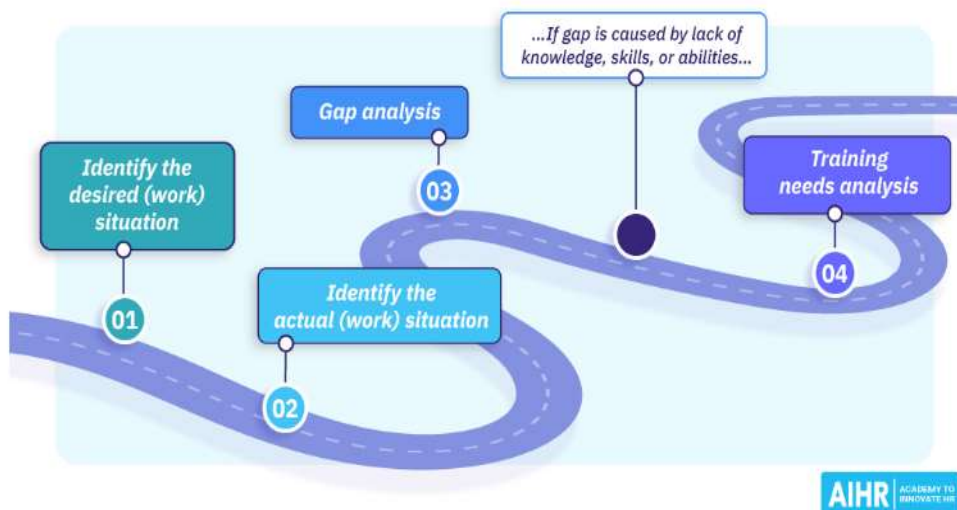 Identify the
desired (work)
situation
01
Identify the
actual (work) situation
02
Gap analysis
03
...If gap is caused by lack of
knowledge, skills, or abilities...
Training
needs analysis
04
AIHR
ACADEMY TO
INNOVATE HR